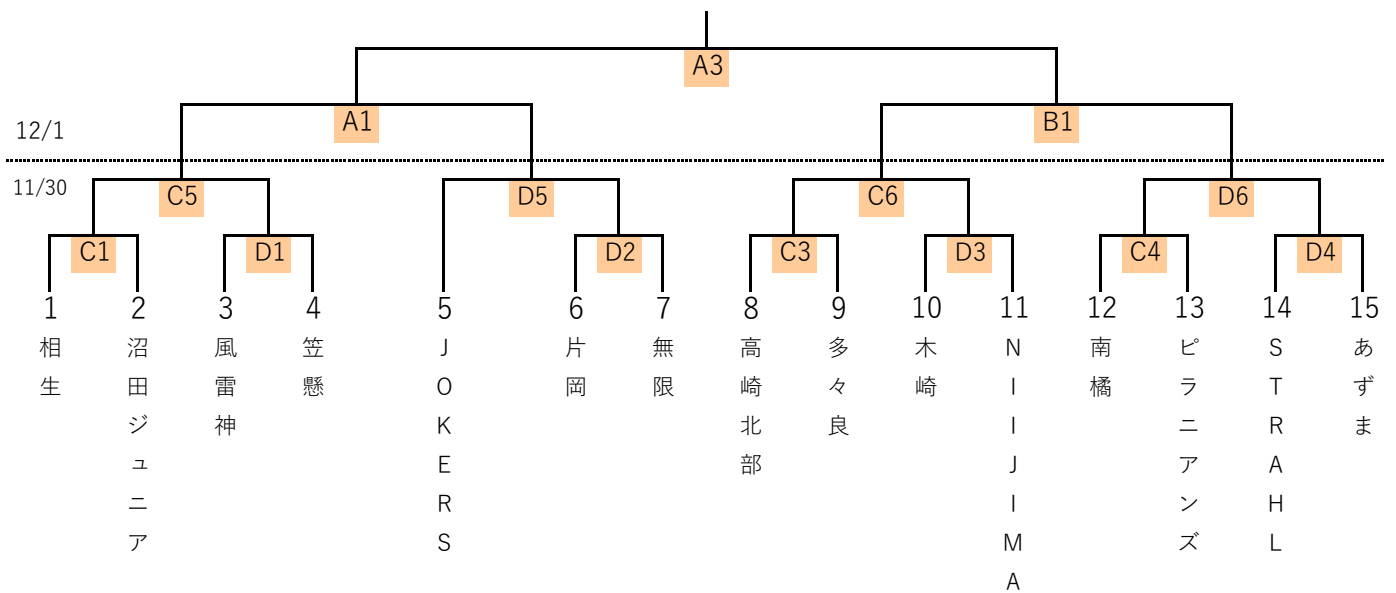 A3
A1
B1
12/1
11/30
C5
D5
C6
D6
C1
D1
D2
C3
D3
C4
D4
1
2
3
4
5
6
7
8
9
10
11
12
13
14
15
相生
沼田ジュニア
風雷神
笠懸
JOKERS
片岡
無限
高崎北部
多々良
木崎
NIIJIMA
南橘
ピラニアンズ
STRAHL
あずま